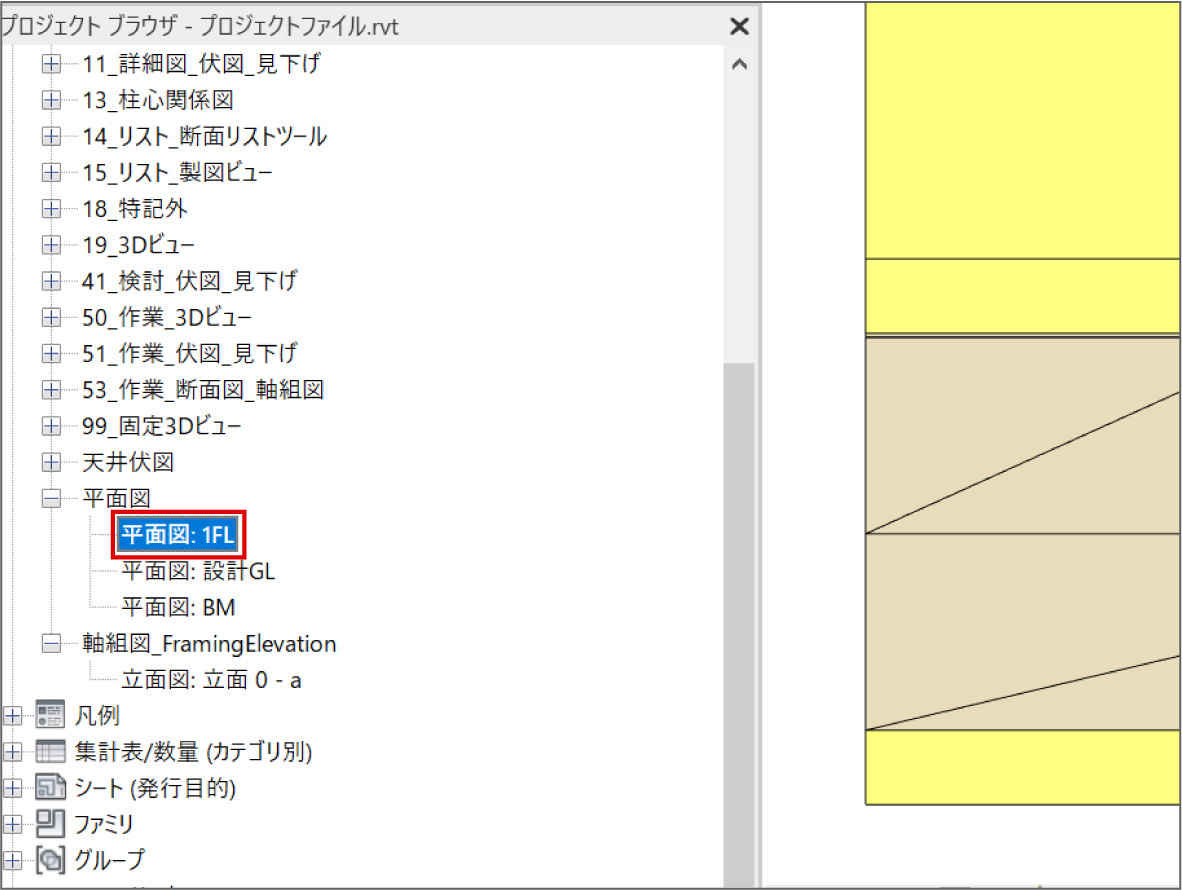 プロジェクト ブラウザ - プロジェクトファイル.rvt
11_詳細図_伏図_見下げ
13_柱心関係図
14_リスト_断面リストツール
15_リスト_製図ビュー
18_特記外
19_3Dビュー
41_検討_伏図_見下げ
50_作業_3Dビュー
51_作業_伏図_見下げ
53_作業_断面図_軸組図
99_固定3Dビュー
天井伏図
平面図
平面図: 1FL
平面図: 設計GL
平面図: BM
軸組図_FramingElevation
立面図: 立面 0 - a
凡例
集計表/数量 (カテゴリ別)
シート (発行目的)
ファミリ
グループ